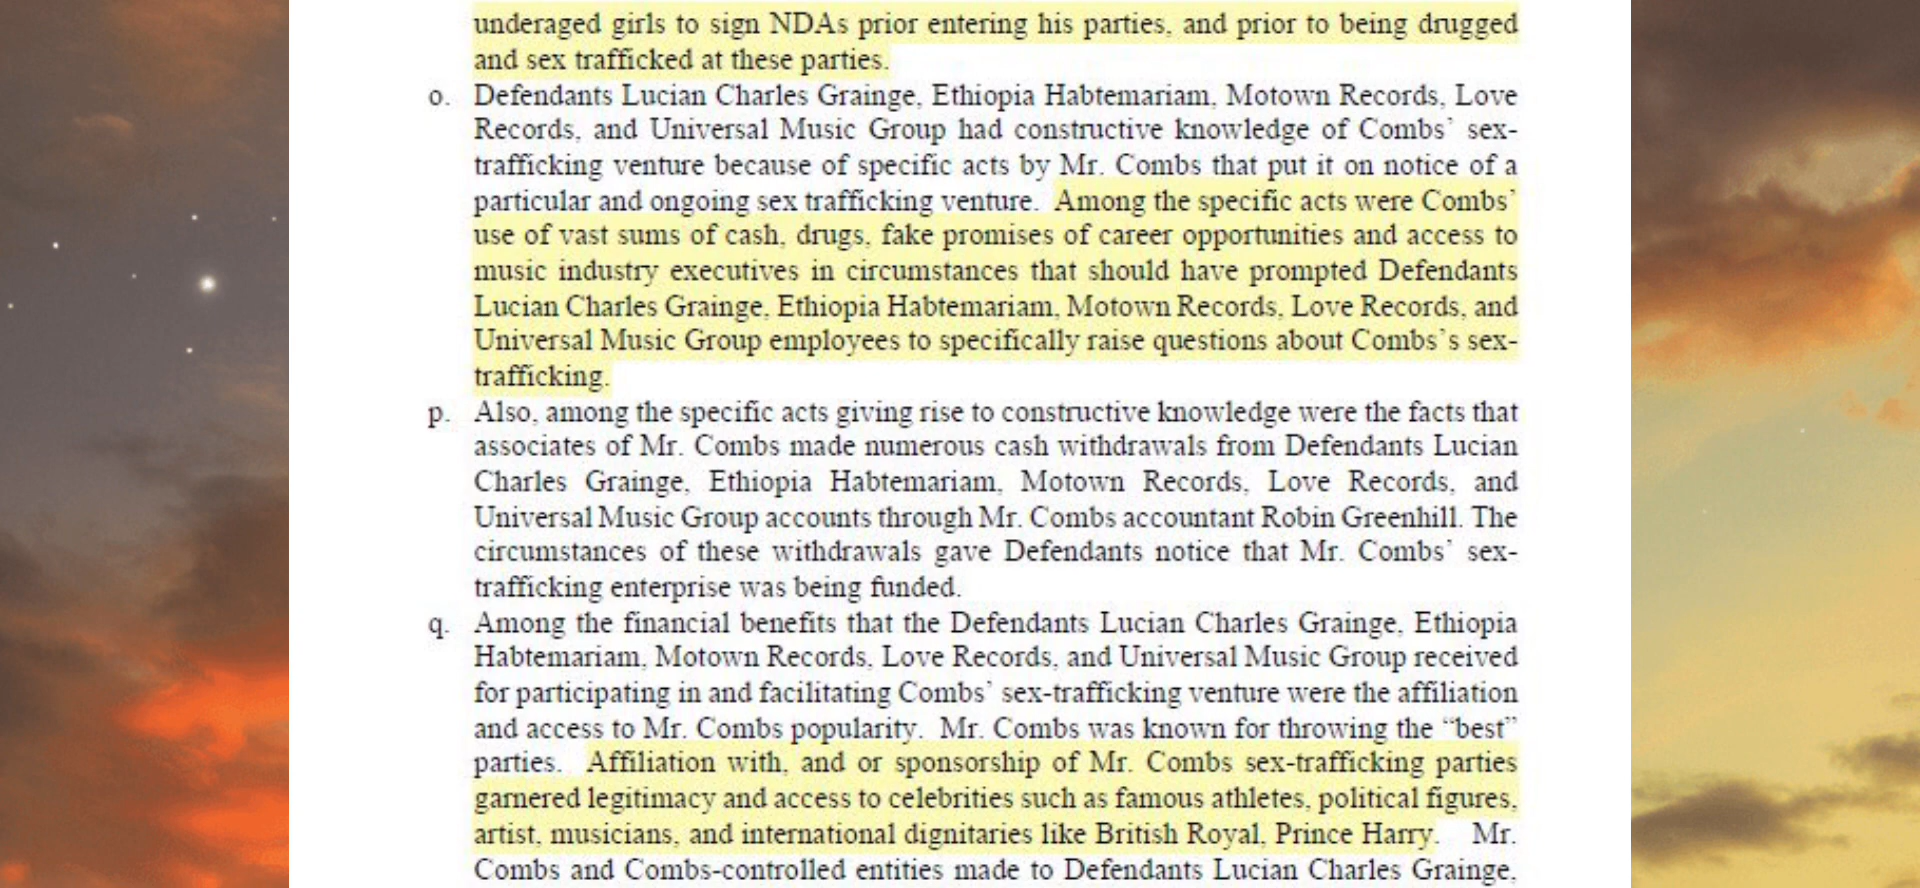 underaged girls to sign NDAs prior entering his parties, and prior to being drugged
and sex trafficked at these parties.
o. Defendants Lucian Charles Grainge, Ethiopia Habtemariam, Motown Records, Love
Records, and Universal Music Group had constructive knowledge of Combs' sex-
trafficking venture because of specific acts by Mr. Combs that put it on notice of a
particular and ongoing sex trafficking venture. Among the specific acts were Combs'
use of vast sums of cash, drugs, fake promises of career opportunities and access to
music industry executives in circumstances that should have prompted Defendants
Lucian Charles Grainge, Ethiopia Habtemariam, Motown Records, Love Records, and
Universal Music Group employees to specifically raise questions about Combs's sex-
trafficking.
p. Also, among the specific acts giving rise to constructive knowledge were the facts that
associates of Mr. Combs made numerous cash withdrawals from Defendants Lucian
Charles Grainge, Ethiopia Habtemariam, Motown Records, Love Records, and
Universal Music Group accounts through Mr. Combs accountant Robin Greenhill. The
circumstances of these withdrawals gave Defendants notice that Mr. Combs' sex-
trafficking enterprise was being funded.
q. Among the financial benefits that the Defendants Lucian Charles Grainge, Ethiopia
Habtemariam, Motown Records, Love Records, and Universal Music Group received
for participating in and facilitating Combs' sex-trafficking venture were the affiliation
and access to Mr. Combs popularity. Mr. Combs was known for throwing the “best”
parties. Affiliation with, and or sponsorship of Mr. Combs sex-trafficking parties
garnered legitimacy and access to celebrities such as famous athletes, political figures,
artist, musicians, and international dignitaries like British Royal, Prince Harry. Mr.
Combs and Combs-controlled entities made to Defendants Lucian Charles Grainge,